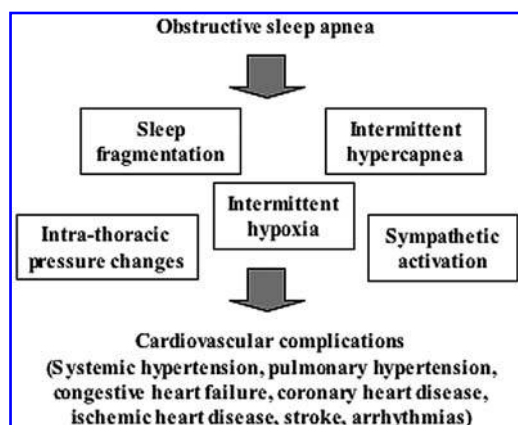 Obstructive sleep apnea
Sleep
fragmentation
Intermittent
hypercapnea
Intermittent
hypoxia
Intra-thoracic
pressure changes
Sympathetic
activation
Cardiovascular complications
(Systemic hypertension, pulmonary hypertension,
congestive heart failure, coronary heart disease,
ischemic heart disease, stroke, arrhythmias)